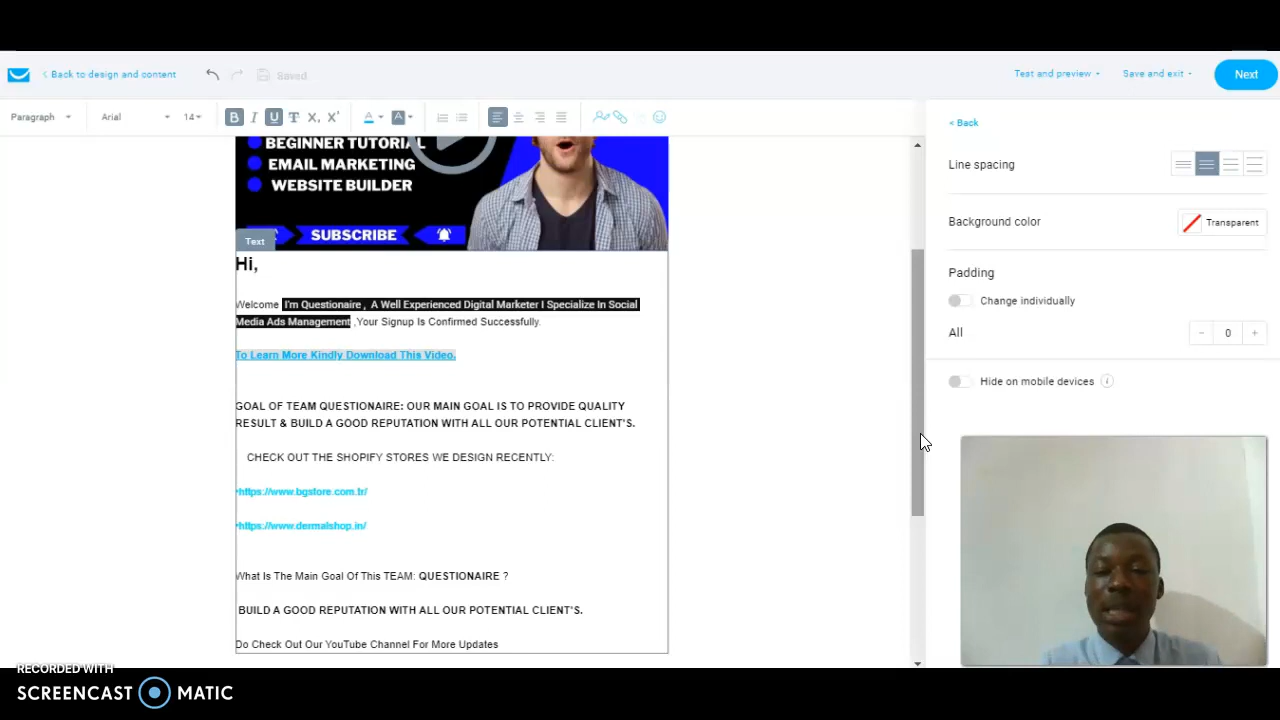 Back to design and content
Saved
Test and preview
Save and exit
Next
Paragraph
Arial
14
B I U T X, X'
A A
< Back
BEGINNER TUTORIAL
EMAIL MARKETING
WEBSITE BUILDER
SUBSCRIBE
Text
Hi,
Welcome I'm Questionaire , A Well Experienced Digital Marketer I Specialize In Social
Media Ads Management ,Your Signup Is Confirmed Successfully.
To Learn More Kindly Download This Video.
GOAL OF TEAM QUESTIONAIRE: OUR MAIN GOAL IS TO PROVIDE QUALITY
RESULT & BUILD A GOOD REPUTATION WITH ALL OUR POTENTIAL CLIENT'S.
CHECK OUT THE SHOPIFY STORES WE DESIGN RECENTLY:
https://www.bgstore.com.tr/
https://www.dermalshop.in/
What Is The Main Goal Of This TEAM: QUESTIONAIRE ?
BUILD A GOOD REPUTATION WITH ALL OUR POTENTIAL CLIENT'S.
Do Check Out Our YouTube Channel For More Updates
Line spacing
Background color
Transparent
Padding
Change individually
All
- 0 +
Hide on mobile devices i
RECORDED WITH
SCREENCAST MATIC